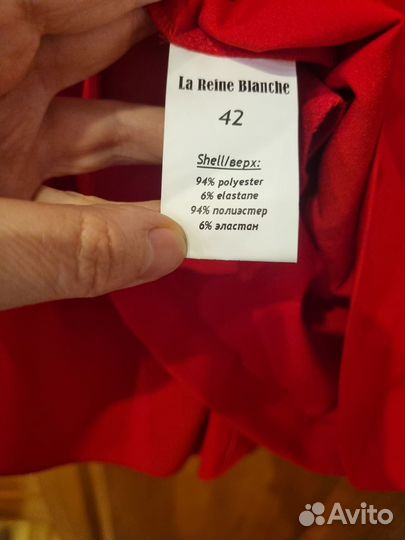 La Reine Blanche
42
Shell/верх:
94% polyester
6% elastane
94% полиэстер
6% эластан
Avito